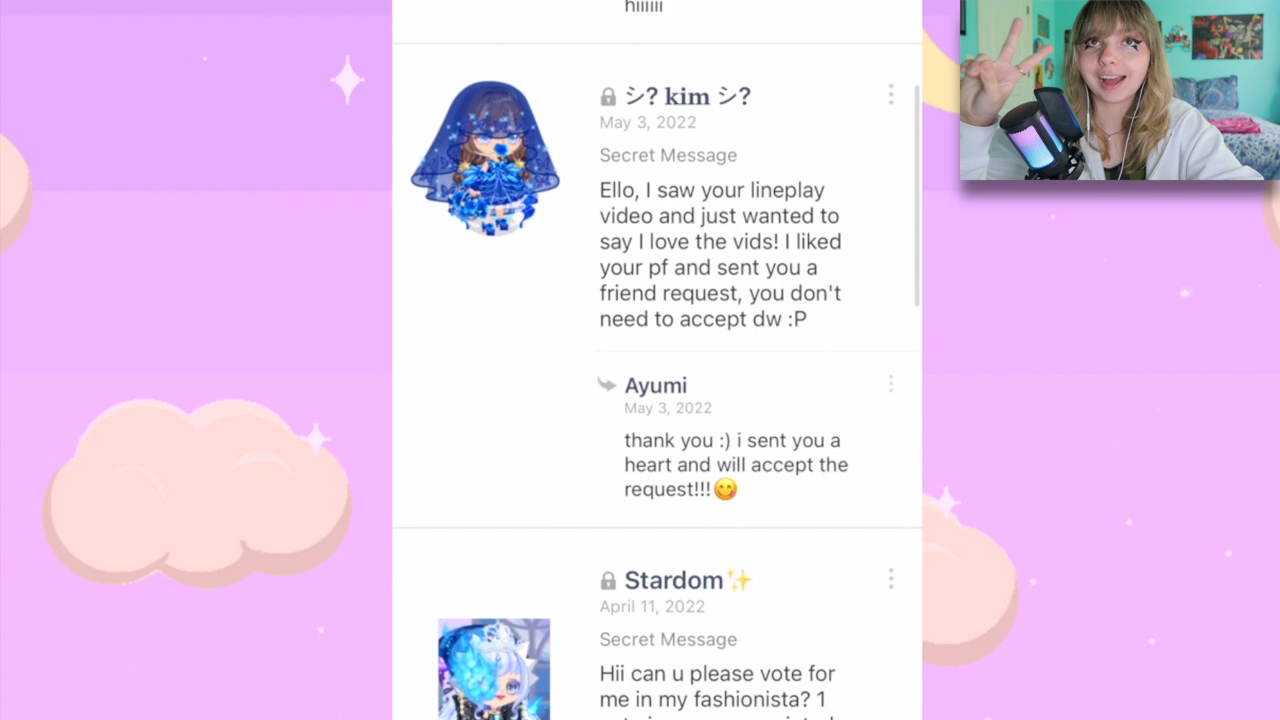 hiiiiii
シ? kim シ?
May 3, 2022
Secret Message
Ello, I saw your lineplay
video and just wanted to
say I love the vids! I liked
your pf and sent you a
friend request, you don't
need to accept dw :P
Ayumi
May 3, 2022
thank you :) i sent you a
heart and will accept the
request!!!😋
Stardom✨
April 11, 2022
Secret Message
Hii can u please vote for
me in my fashionista? 1